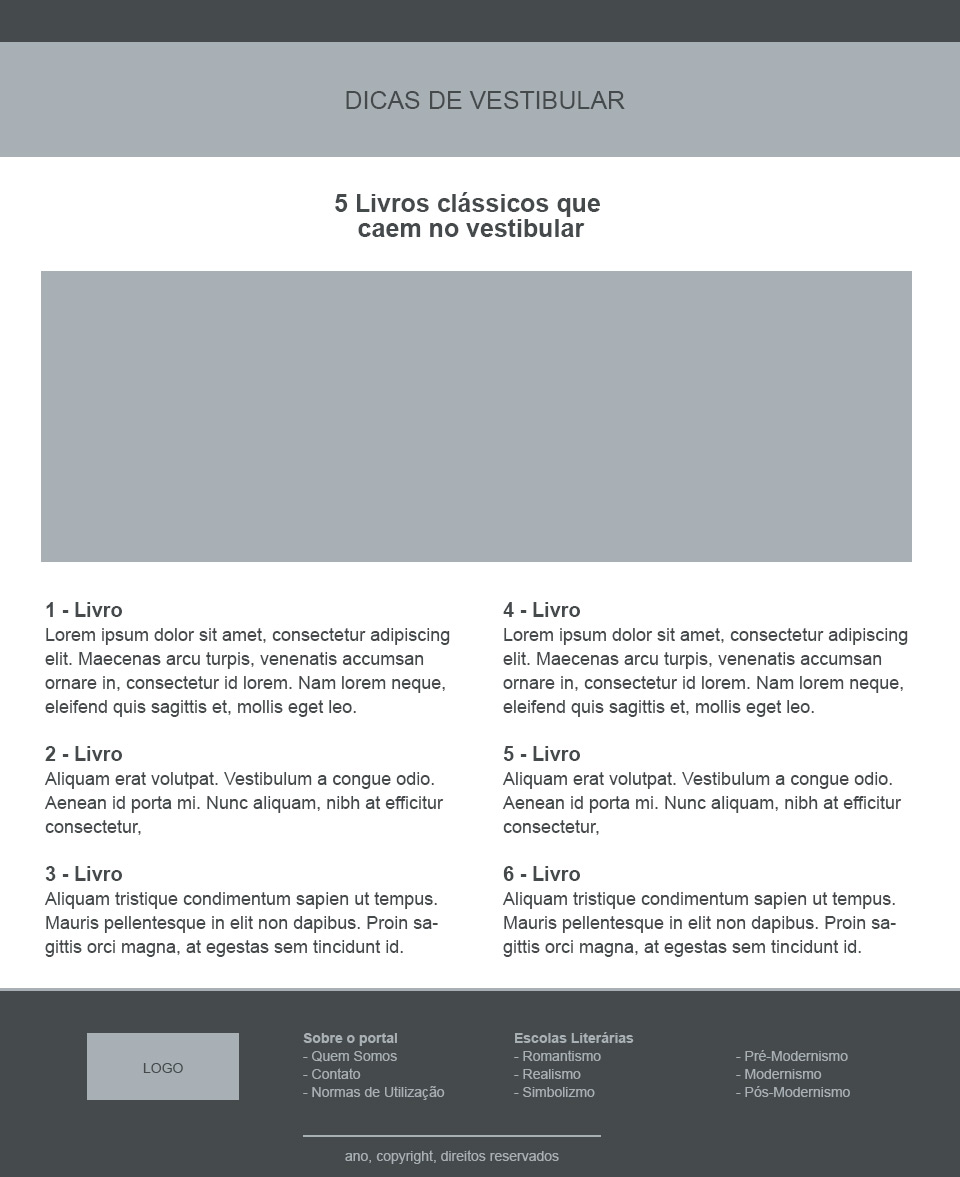 DICAS DE VESTIBULAR
5 Livros clássicos que
caem no vestibular
1 - Livro
Lorem ipsum dolor sit amet, consectetur adipiscing
elit. Maecenas arcu turpis, venenatis accumsan
ornare in, consectetur id lorem. Nam lorem neque,
eleifend quis sagittis et, mollis eget leo.
2 - Livro
Aliquam erat volutpat. Vestibulum a congue odio.
Aenean id porta mi. Nunc aliquam, nibh at efficitur
consectetur,
3 - Livro
Aliquam tristique condimentum sapien ut tempus.
Mauris pellentesque in elit non dapibus. Proin sa-
gittis orci magna, at egestas sem tincidunt id.
4 - Livro
Lorem ipsum dolor sit amet, consectetur adipiscing
elit. Maecenas arcu turpis, venenatis accumsan
ornare in, consectetur id lorem. Nam lorem neque,
eleifend quis sagittis et, mollis eget leo.
5 - Livro
Aliquam erat volutpat. Vestibulum a congue odio.
Aenean id porta mi. Nunc aliquam, nibh at efficitur
consectetur,
6 - Livro
Aliquam tristique condimentum sapien ut tempus.
Mauris pellentesque in elit non dapibus. Proin sa-
gittis orci magna, at egestas sem tincidunt id.
LOGO
Sobre o portal
- Quem Somos
- Contato
- Normas de Utilização
Escolas Literárias
- Romantismo
- Realismo
- Simbolizmo
- Pré-Modernismo
- Modernismo
- Pós-Modernismo
ano, copyright, direitos reservados